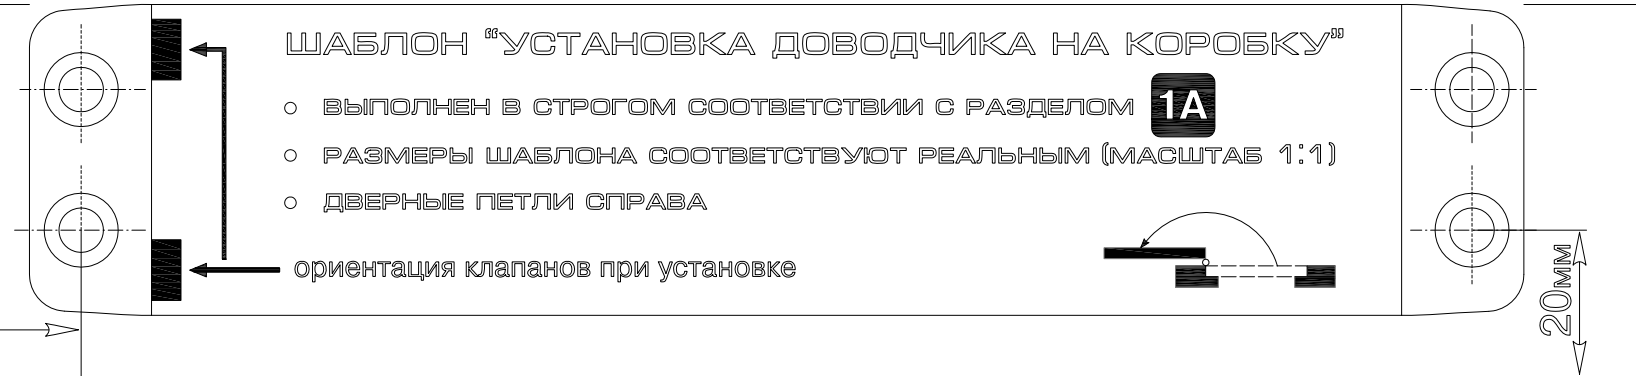 ШАБЛОН “УСТАНОВКА ДОВОДЧИКА НА КОРОБКУ”
○ ВЫПОЛНЕН В СТРОГОМ СООТВЕТСТВИИ С РАЗДЕЛОМ 1А
○ РАЗМЕРЫ ШАБЛОНА СООТВЕТСТВУЮТ РЕАЛЬНЫМ (МАСШТАБ 1:1)
○ ДВЕРНЫЕ ПЕТЛИ СПРАВА
ориентация клапанов при установке
20мм